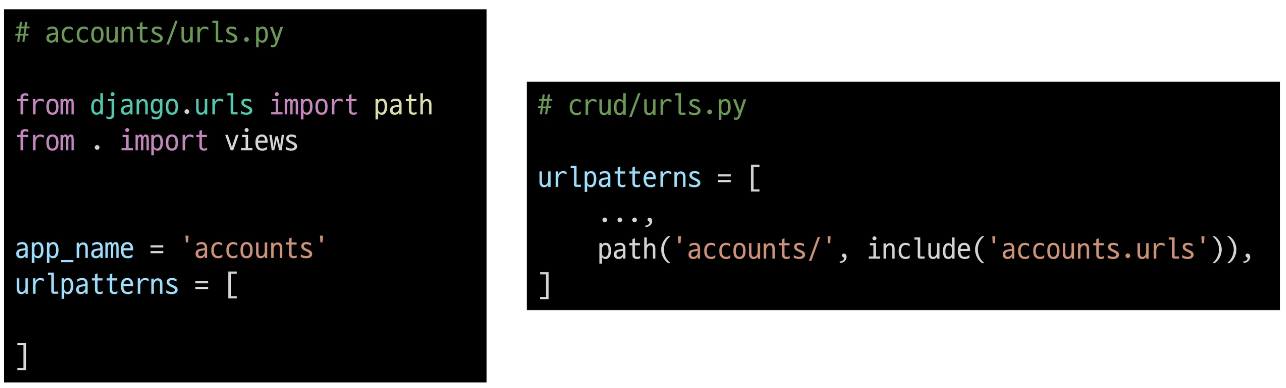 # accounts/urls.py
from django.urls import path
from . import views
app_name = 'accounts'
urlpatterns = [
]
# crud/urls.py
urlpatterns = [
    ...,
    path('accounts/', include('accounts.urls')),
]